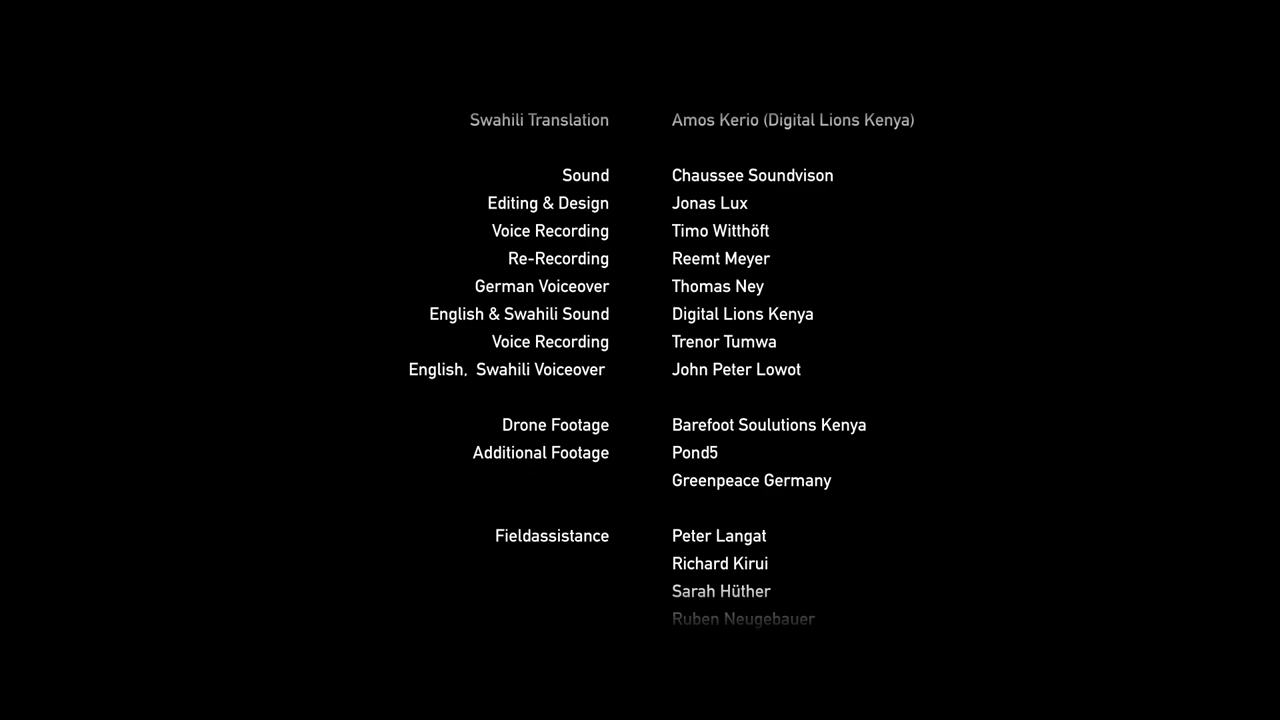 Swahili Translation Amos Kerio (Digital Lions Kenya)
Sound Chaussee Soundvison
Editing & Design Jonas Lux
Voice Recording Timo Witthöft
Re-Recording Reemt Meyer
German Voiceover Thomas Ney
English & Swahili Sound Digital Lions Kenya
Voice Recording Trenor Tumwa
English, Swahili Voiceover John Peter Lowot
Drone Footage Barefoot Soulutions Kenya
Additional Footage Pond5
Greenpeace Germany
Fieldassistance Peter Langat
Richard Kirui
Sarah Hüther
Ruben Neugebauer